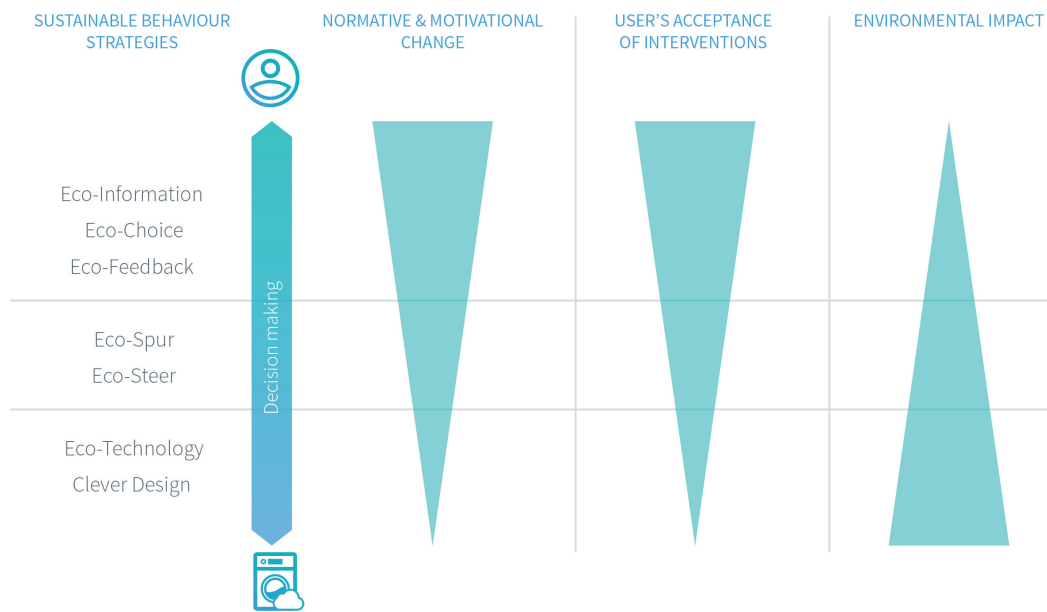 SUSTAINABLE BEHAVIOUR
STRATEGIES
NORMATIVE & MOTIVATIONAL
CHANGE
USER'S ACCEPTANCE
OF INTERVENTIONS
ENVIRONMENTAL IMPACT
Eco-Information
Eco-Choice
Eco-Feedback
Decision making
Eco-Spur
Eco-Steer
Eco-Technology
Clever Design